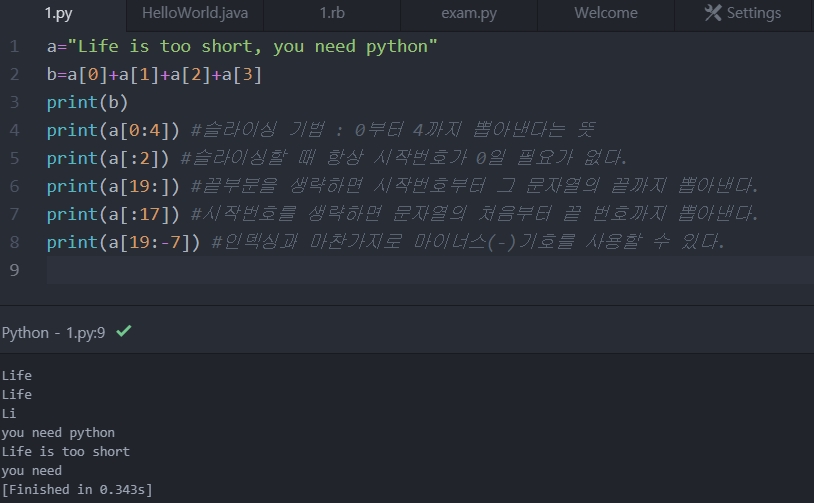 1.py HelloWorld.java 1.rb exam.py Welcome Settings
1 a="Life is too short, you need python"
2 b=a[0]+a[1]+a[2]+a[3]
3 print(b)
4 print(a[0:4]) #슬라이싱 기법 : 0부터 4까지 뽑아낸다는 뜻
5 print(a[:2]) #슬라이싱할 때 항상 시작번호가 0일 필요가 없다.
6 print(a[19:]) #끝부분을 생략하면 시작번호부터 그 문자열의 끝까지 뽑아낸다.
7 print(a[:17]) #시작번호를 생략하면 문자열의 처음부터 끝 번호까지 뽑아낸다.
8 print(a[19:-7]) #인덱싱과 마찬가지로 마이너스(-)기호를 사용할 수 있다.
9
Python - 1.py:9
Life
Life
Li
you need python
Life is too short
you need
[Finished in 0.343s]